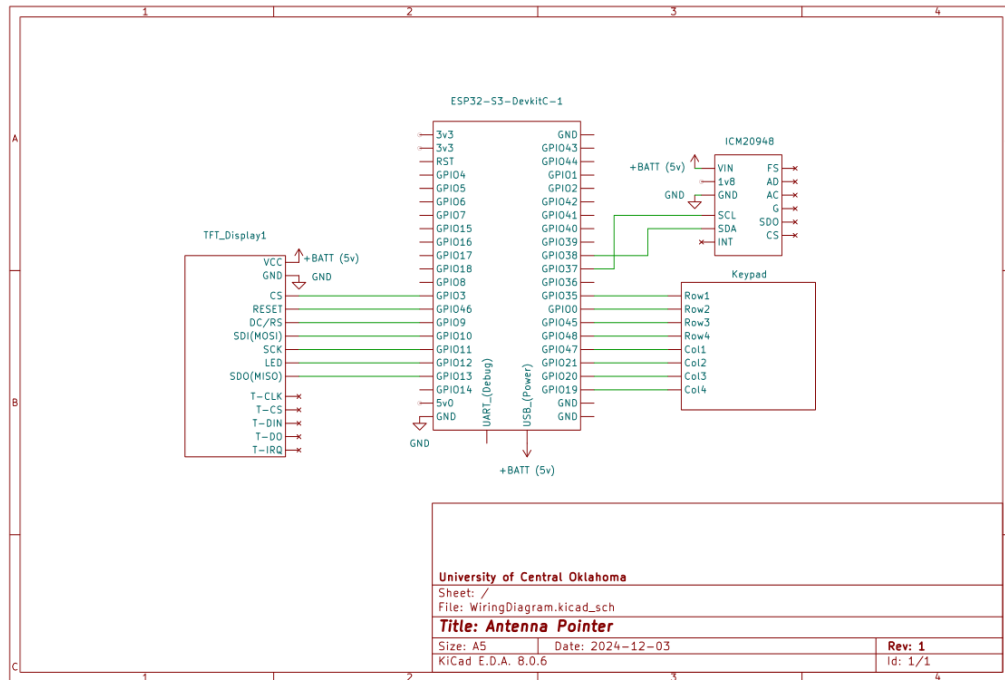 1 2 3 4
A
B
C
ESP32-S3-DevkitC-1
3v3 GND
3v3 GPIO43
RST GPIO44
GPIO4 GPIO1
GPIO5 GPIO2
GPIO6 GPIO42
GPIO7 GPIO41
GPIO15 GPIO40
GPIO16 GPIO39
GPIO17 GPIO38
GPIO18 GPIO37
GPIO8 GPIO36
GPIO3 GPIO35
GPIO46 GPIO0
GPIO9 GPIO45
GPIO10 GPIO48
GPIO11 GPIO47
GPIO12 GPIO21
GPIO13 GPIO20
GPIO14 GPIO19
5v0 GND
GND GND
UART_(Debug)
USB_(Power)
GND
+BATT (5v)
TFT_Display1
VCC
+BATT (5v)
GND
GND
CS
RESET
DC/RS
SDI(MOSI)
SCK
LED
SDO(MISO)
T-CLK
T-CS
T-DIN
T-DO
T-IRQ
ICM20948
+BATT (5v)
GND
VIN FS
1v8 AD
GND AC
G
SCL
SDO
SDA
CS
INT
Keypad
Row1
Row2
Row3
Row4
Col1
Col2
Col3
Col4
University of Central Oklahoma
Sheet: /
File: WiringDiagram.kicad_sch
Title: Antenna Pointer
Size: A5 Date: 2024-12-03 Rev: 1
KiCad E.D.A. 8.0.6 Id: 1/1
1 2 3 4